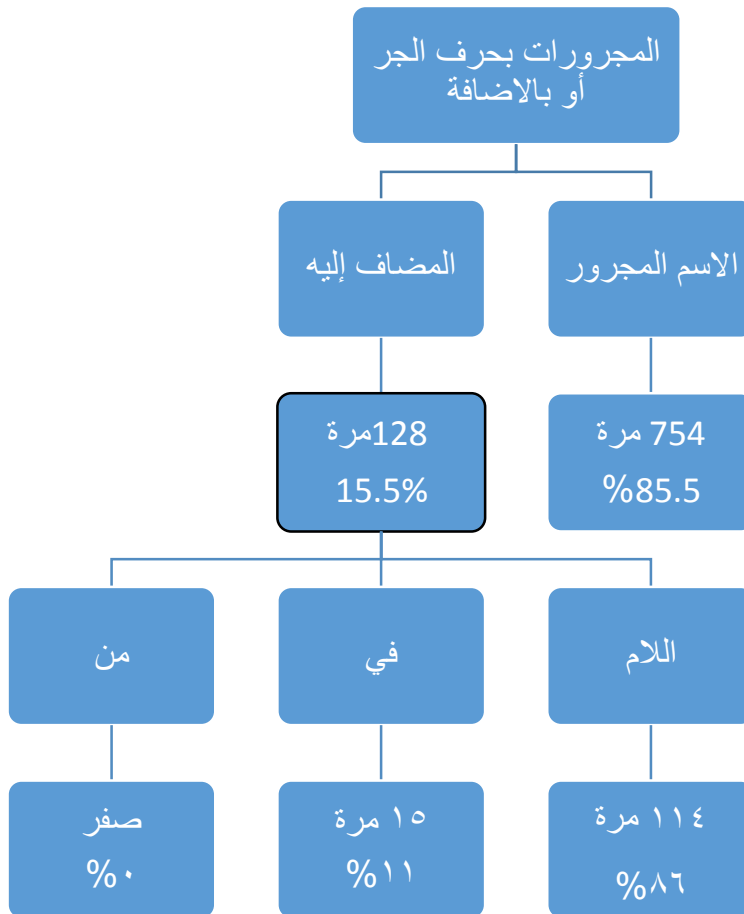 المجرورات بحرف الجر
أو بالاضافة
الاسم المجرور
المضاف إليه
754 مرة
%85.5
128مرة
15.5%
اللام
في
من
١١٤ مرة
%٨٦
١٥ مرة
%١١
صفر
%٠